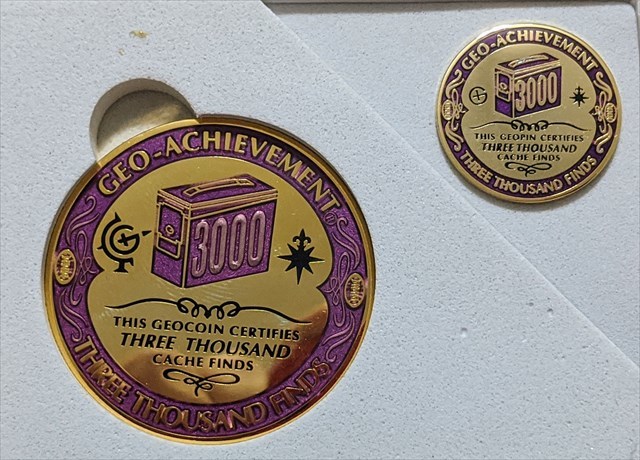 GEO-ACHIEVEMENT
3000
THIS GEOCOIN CERTIFIES
THREE THOUSAND
CACHE FINDS
THREE THOUSAND FINDS
GEO-ACHIEVEMENT
3000
THIS GEOPIN CERTIFIES
THREE THOUSAND
CACHE FINDS
THREE THOUSAND FINDS